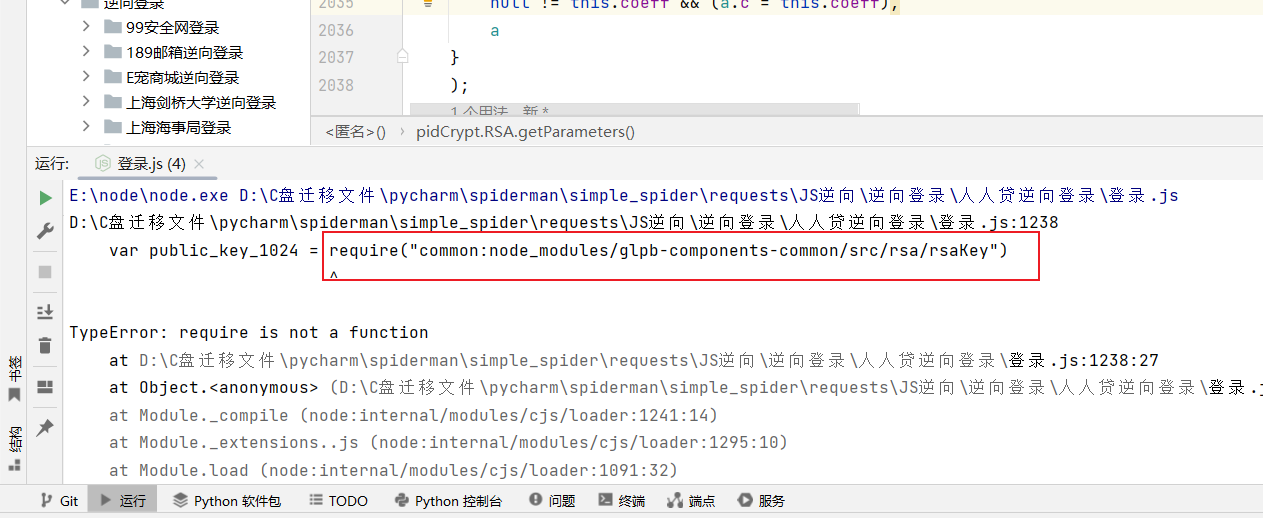 逆向登录
99安全网登录
189邮箱逆向登录
E宠商城逆向登录
上海剑桥大学逆向登录
上海海事局登录
2035 null != this.coeff && (a.c = this.coeff),
2036 a
2037 }
2038 );
1 个用法 新 *
<匿名>() › pidCrypt.RSA.getParameters()
运行: 登录.js (4) ×
E:\node\node.exe D:\C盘迁移文件\pycharm\spiderman\simple_spider\requests\JS逆向\逆向登录\人人贷逆向登录\登录.js
D:\C盘迁移文件\pycharm\spiderman\simple_spider\requests\JS逆向\逆向登录\人人贷逆向登录\登录.js:1238
var public_key_1024 = require("common:node_modules/glpb-components-common/src/rsa/rsaKey")
^
TypeError: require is not a function
at D:\C盘迁移文件\pycharm\spiderman\simple_spider\requests\JS逆向\逆向登录\人人贷逆向登录\登录.js:1238:27
at Object.<anonymous> (D:\C盘迁移文件\pycharm\spiderman\simple_spider\requests\JS逆向\逆向登录\人人贷逆向登录\登录.j
at Module._compile (node:internal/modules/cjs/loader:1241:14)
at Module._extensions..js (node:internal/modules/cjs/loader:1295:10)
at Module.load (node:internal/modules/cjs/loader:1091:32)
书签
结构
Git 运行 Python 软件包 TODO Python 控制台 问题 终端 端点 服务